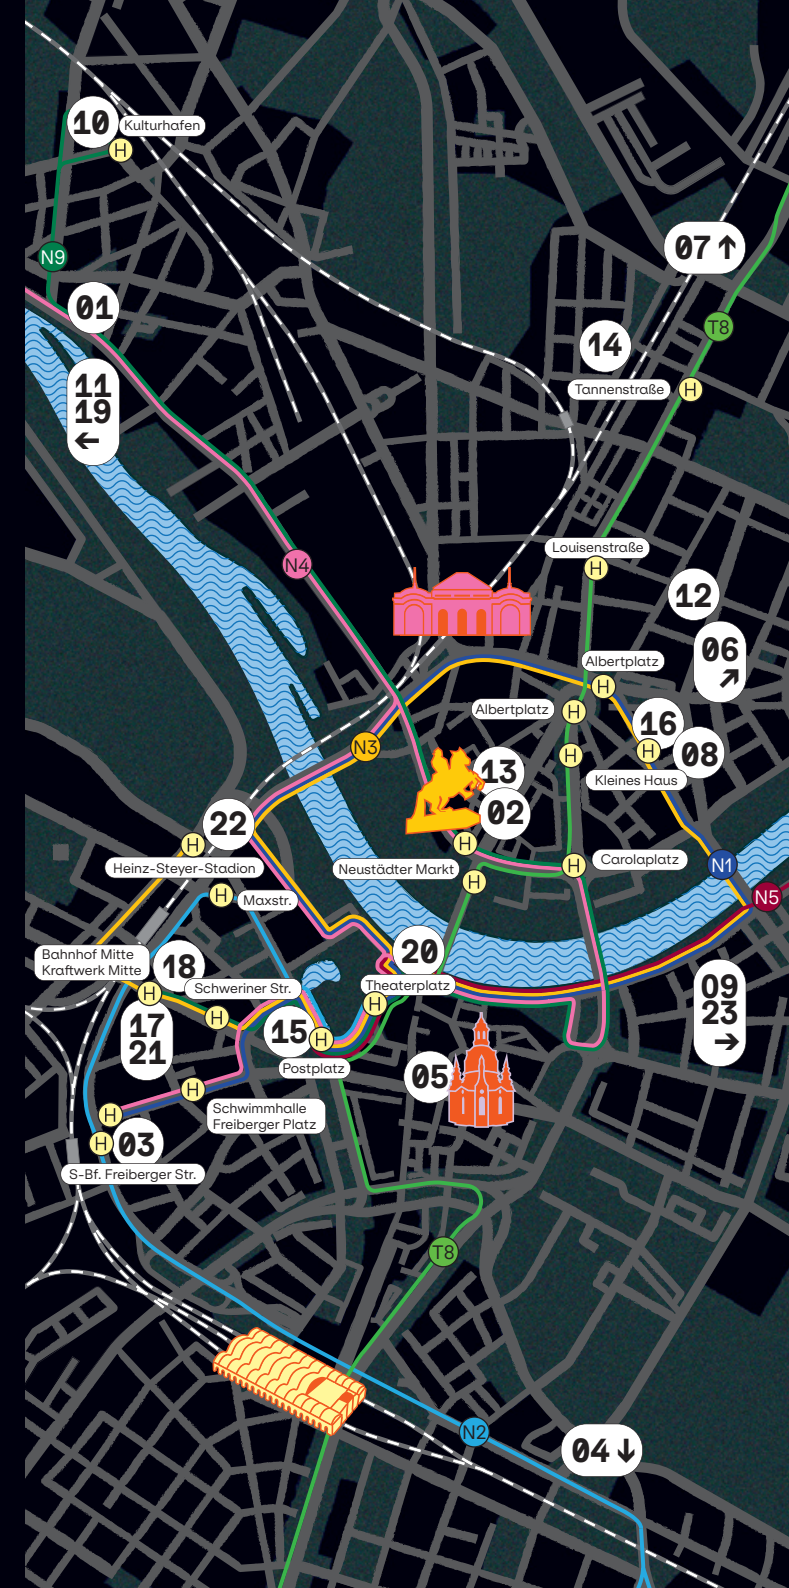 10
Kulturhafen
H
07↑
N9
01
T8
14
11
19
←
Tannenstraße
H
Louisenstraße
H
N4
12
06
↗
Albertplatz
H
Albertplatz
H
16
H
08
N3
H
Kleines Haus
13
02
22
H
H
Heinz-Steyer-Stadion
Neustädter Markt
H
H
Carolaplatz
N1
N5
H
Maxstr.
20
Bahnhof Mitte
Kraftwerk Mitte
18
H
Schweriner Str.
H
Theaterplatz
H
09
23
→
17
21
15
H
Postplatz
05
H
H
Schwimmhalle
Freiberger Platz
H
03
S-Bf. Freiberger Str.
T8
N2
04↓